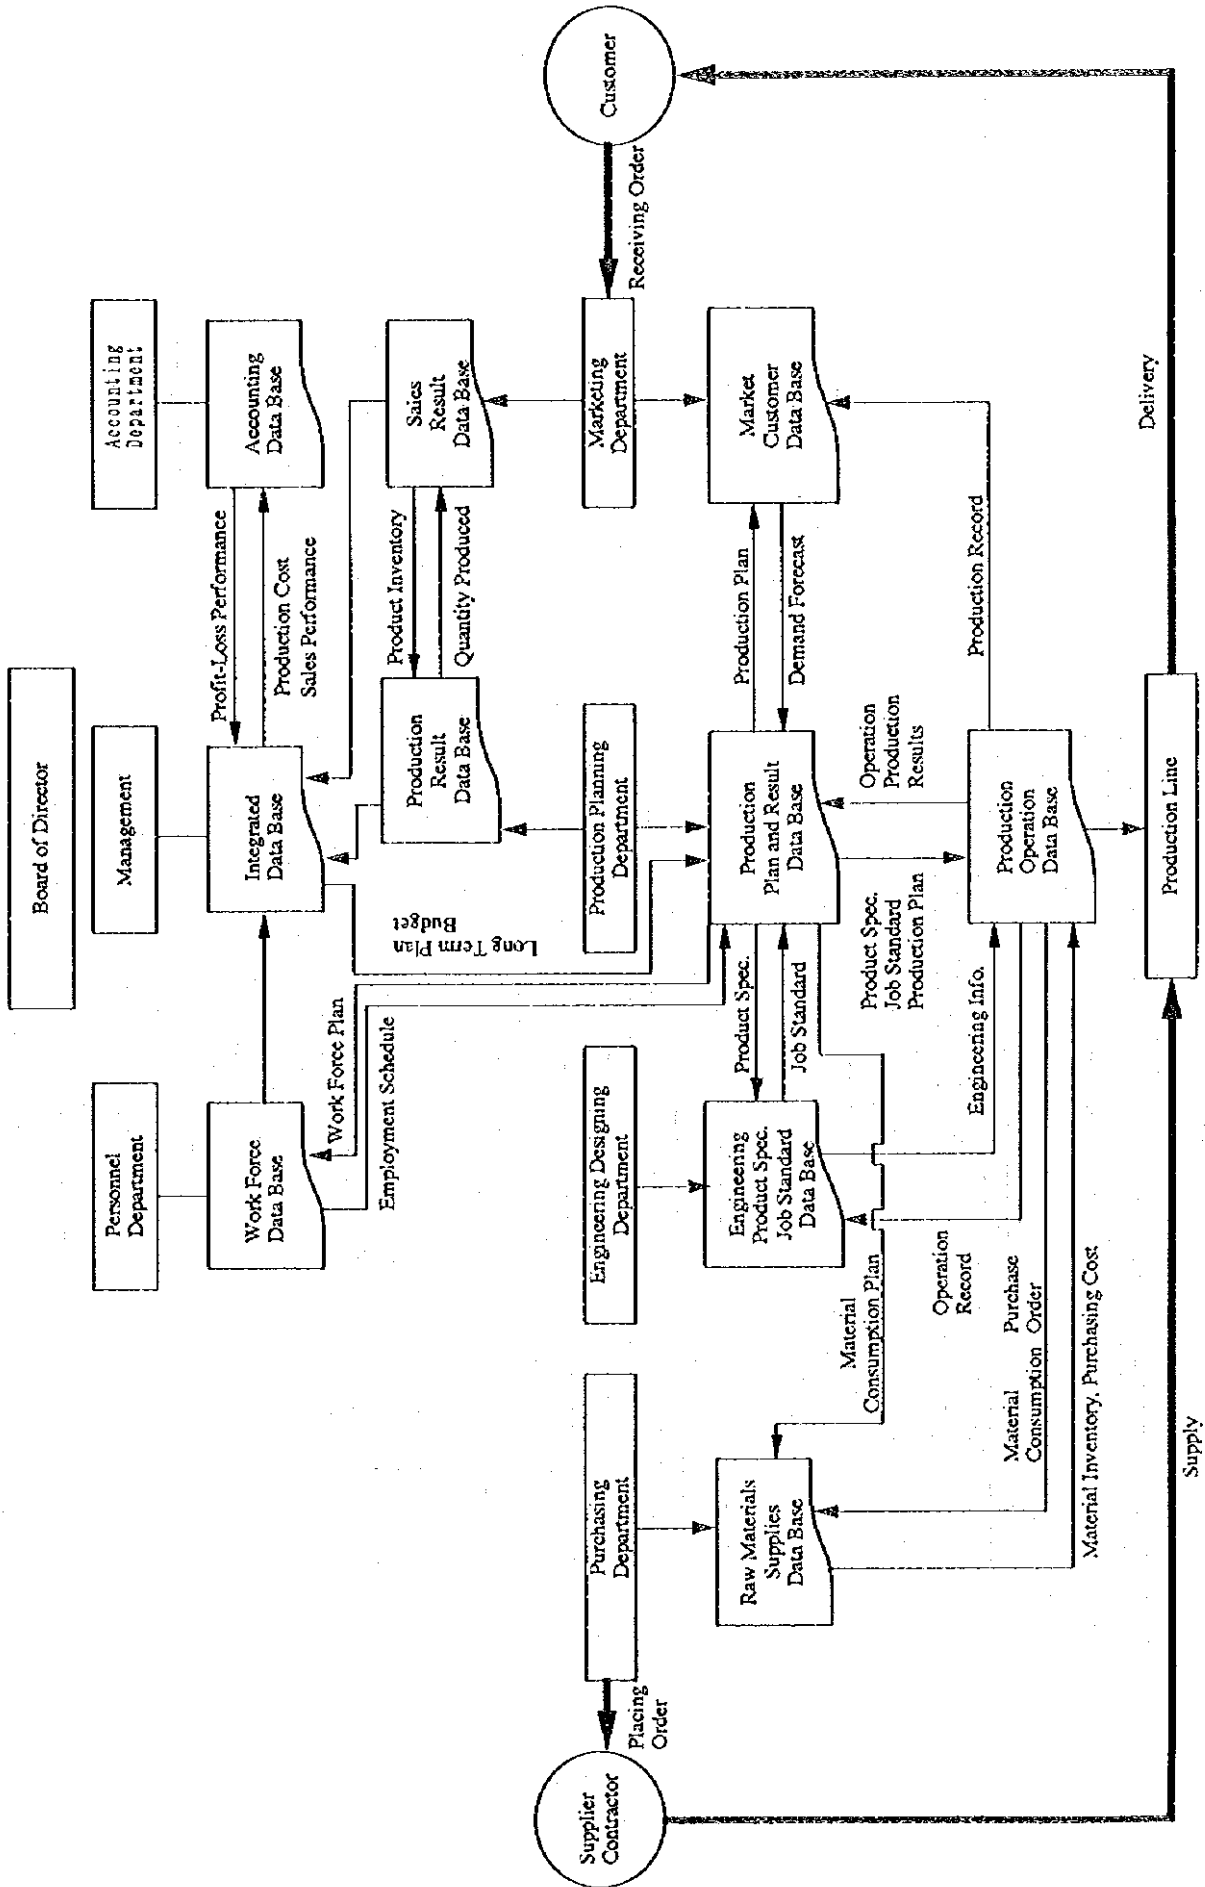 Board of Director
Personnel
Department
Management
Accounting
Department
Work Force
Data Base
Integrated
Data Base
Profit-Loss Performance
Production Cost
Sales Performance
Accounting
Data Base
Work Force Plan
Employment Schedule
Long Term Plan
Budget
Production
Result
Data Base
Product Inventory
Quantity Produced
Sales
Result
Data Base
Supplier
Contractor
Placing
Order
Purchasing
Department
Engineering Designing
Department
Production Planning
Department
Marketing
Department
Receiving Order
Customer
Raw Materials
Supplies
Data Base
Material
Consumption Plan
Engineering
Product Spec.
Job Standard
Data Base
Product Spec.
Job Standard
Production
Plan and Result
Data Base
Production Plan
Demand Forecast
Market
Customer
Data Base
Operation
Record
Engineering Info.
Product Spec.
Job Standard
Production Plan
Operation
Production
Results
Production Record
Material Purchase
Consumption Order
Material Inventory, Purchasing Cost
Production
Operation
Data Base
Supply
Production Line
Delivery